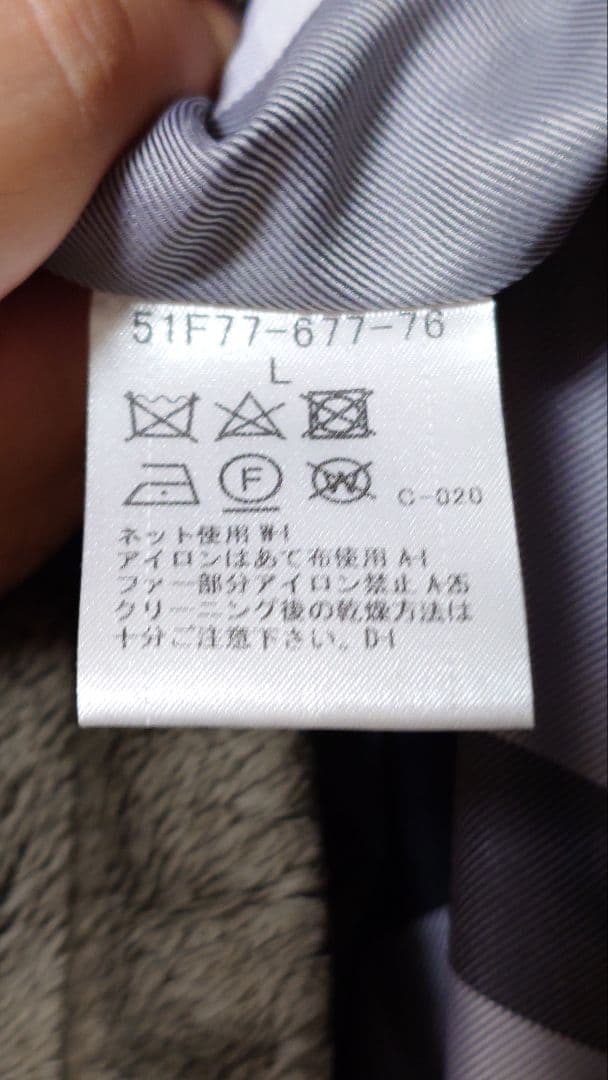 51F77-677-76
L
F W C-020
ネット使用 W-1
アイロンはあて布使用 A-1
ファー部分アイロン禁止 A-25
クリーニング後の乾燥方法は
十分ご注意下さい。D-1